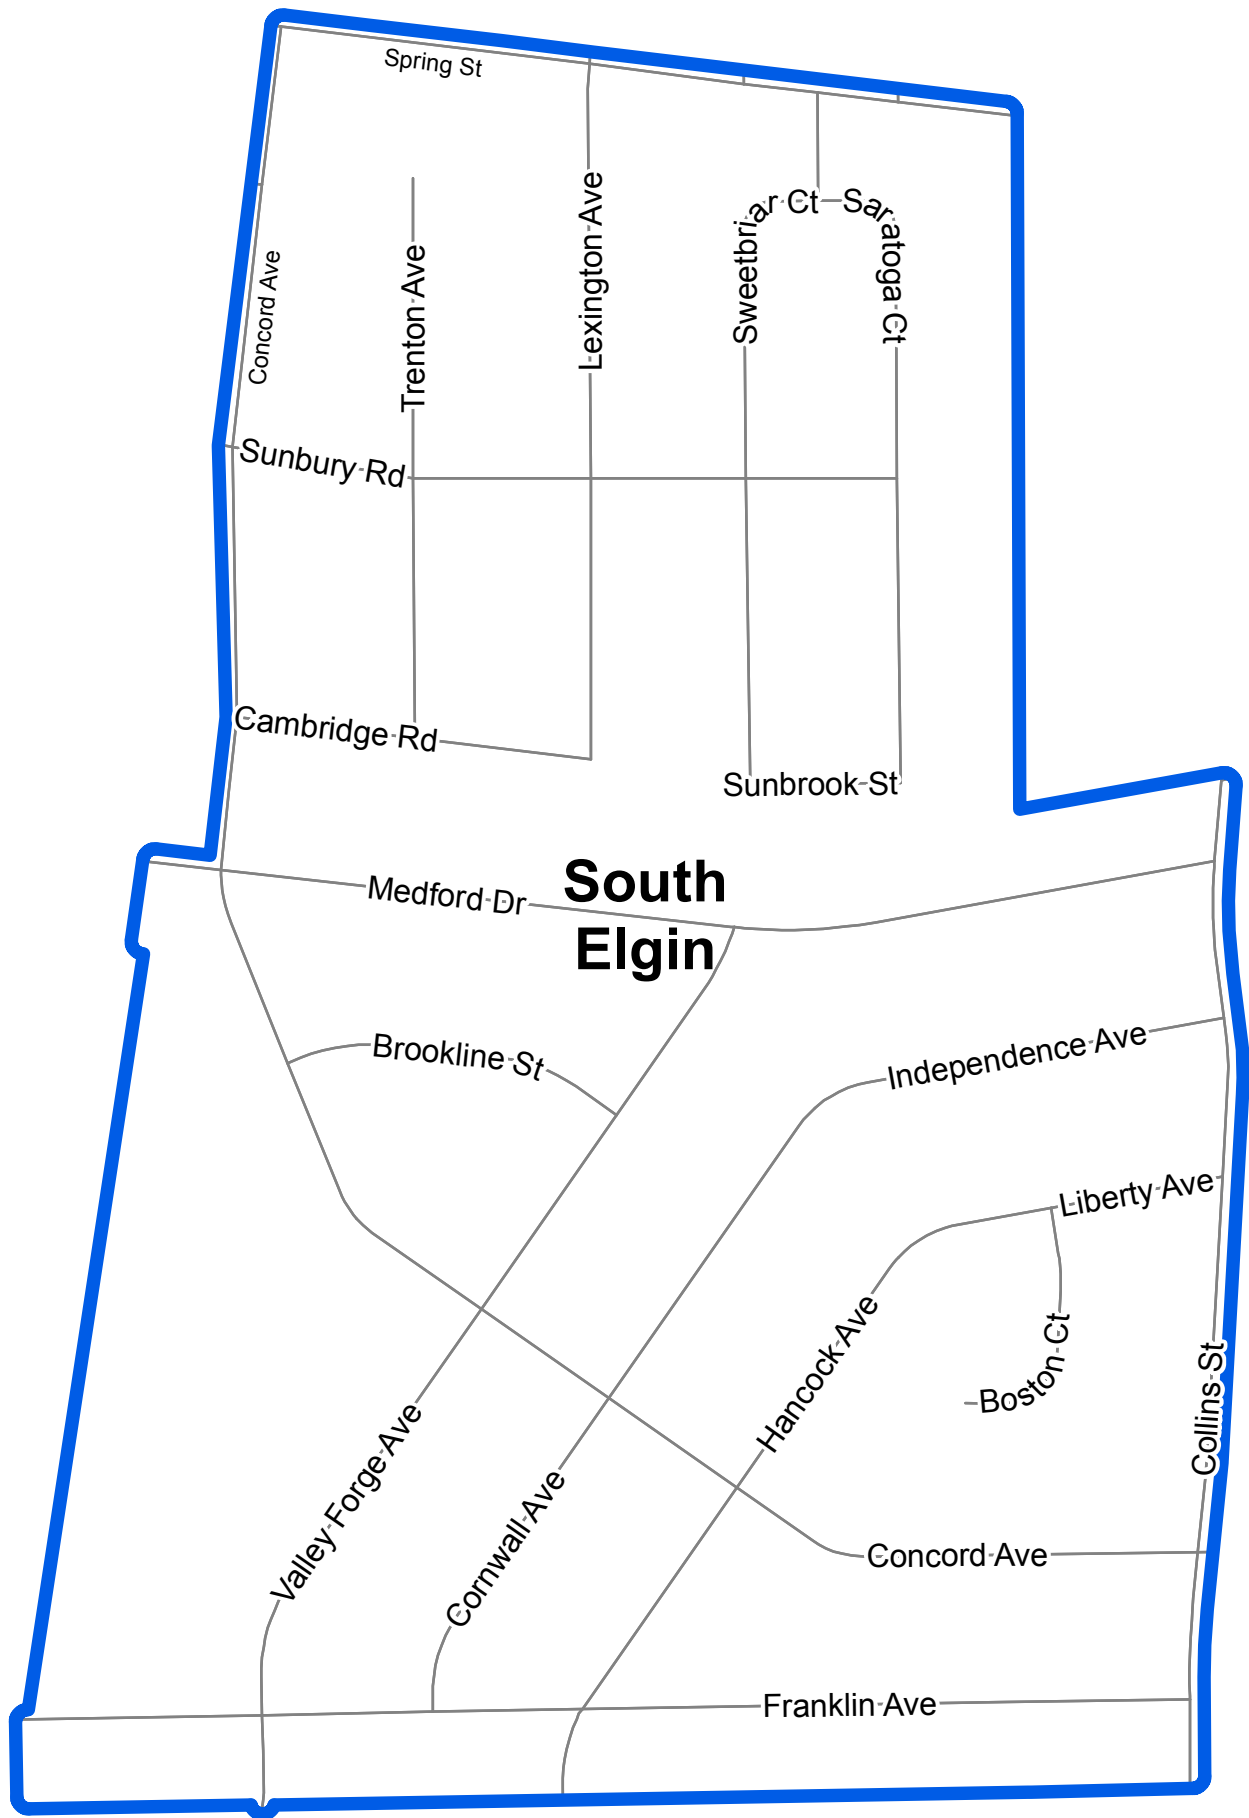 Spring St
Concord Ave
Trenton Ave
Lexington Ave
Sweetbriar Ct
Saratoga Ct
Sunbury Rd
Cambridge Rd
Sunbrook St
South
Elgin
Medford Dr
Brookline St
Independence Ave
Liberty Ave
Hancock Ave
Boston Ct
Collins St
Valley Forge Ave
Cornwall Ave
Concord Ave
Franklin Ave